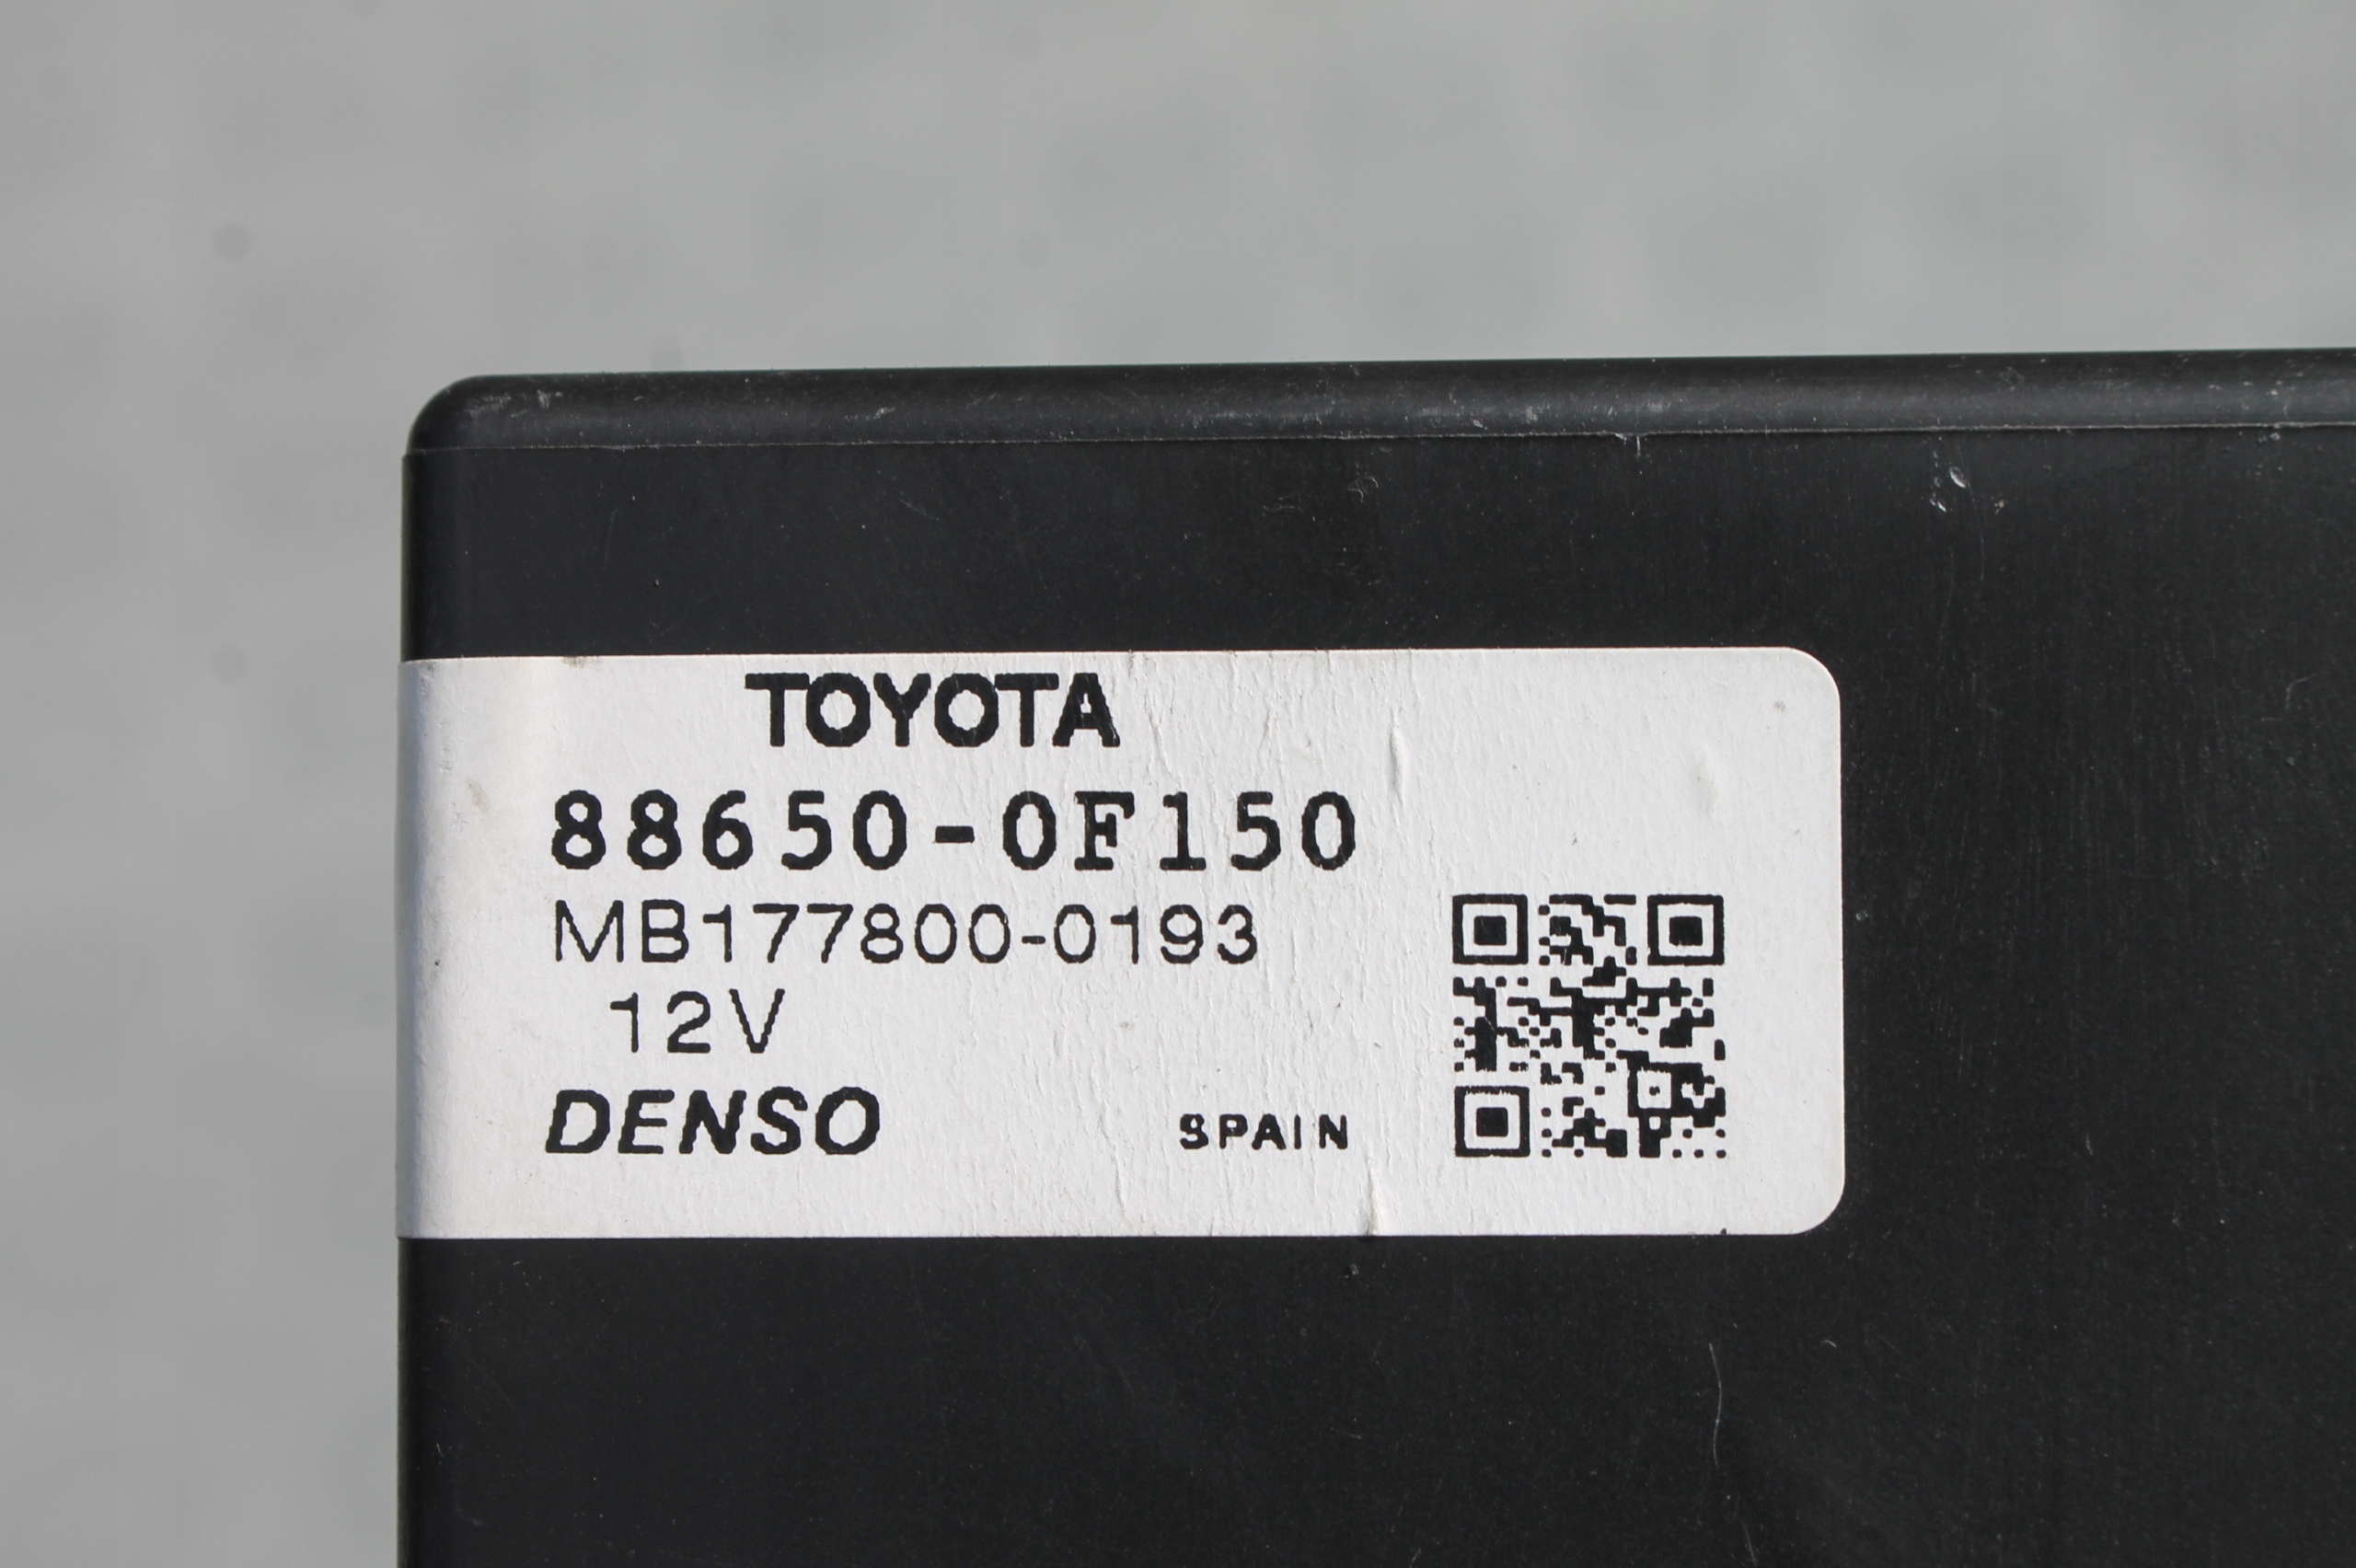 TOYOTA
88650-0F150
MB177800-0193
12V
DENSO SPAIN